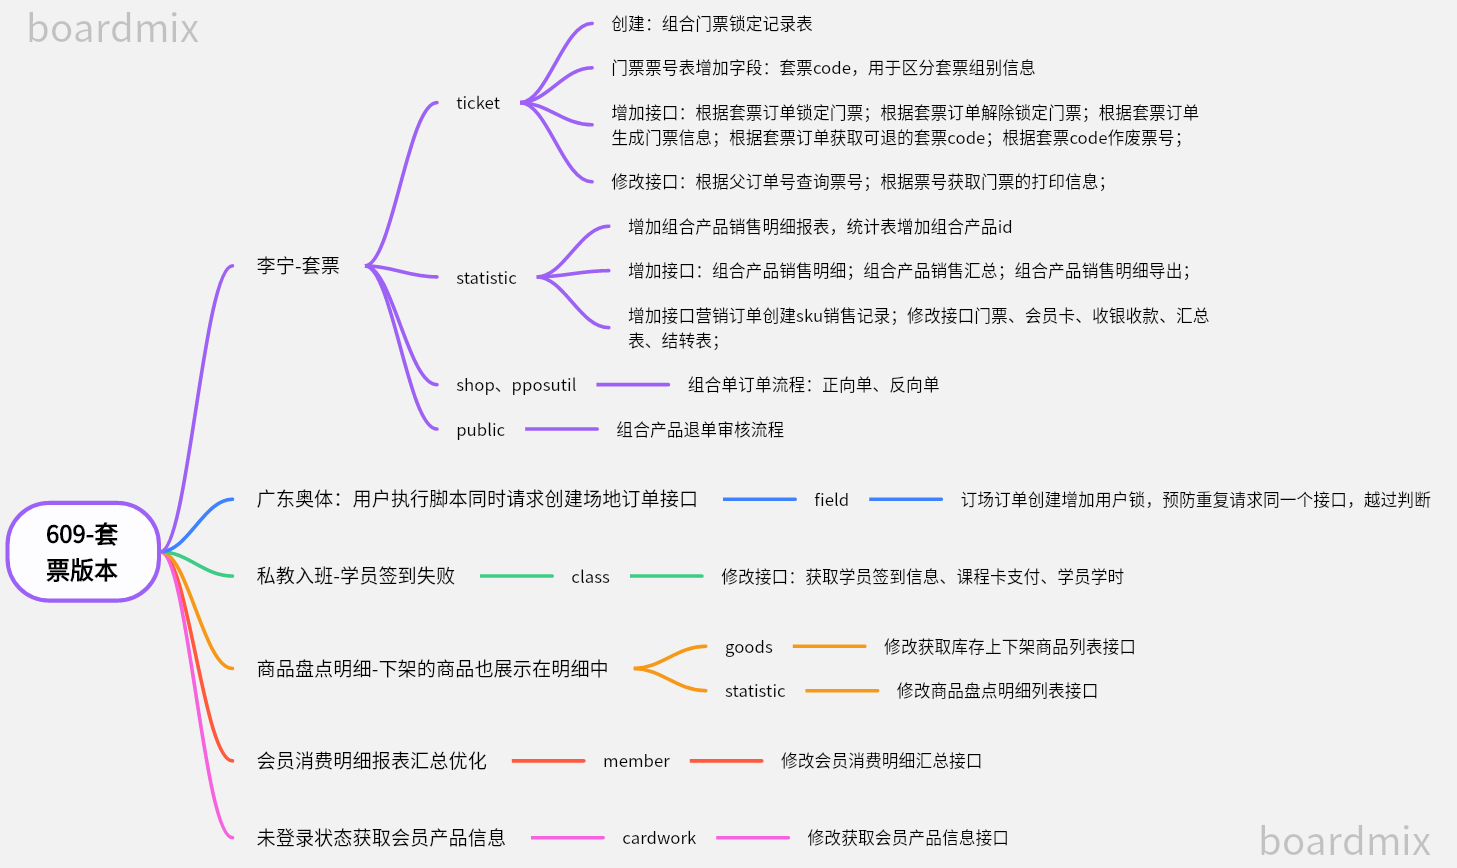 boardmix
609-套
票版本
李宁-套票
ticket
创建：组合门票锁定记录表
门票票号表增加字段：套票code，用于区分套票组别信息
增加接口：根据套票订单锁定门票；根据套票订单解除锁定门票；根据套票订单
生成门票信息；根据套票订单获取可退的套票code；根据套票code作废票号；
修改接口：根据父订单号查询票号；根据票号获取门票的打印信息；
statistic
增加组合产品销售明细报表，统计表增加组合产品id
增加接口：组合产品销售明细；组合产品销售汇总；组合产品销售明细导出；
增加接口营销订单创建sku销售记录；修改接口门票、会员卡、收银收款、汇总
表、结转表；
shop、pposutil
组合单订单流程：正向单、反向单
public
组合产品退单审核流程
广东奥体：用户执行脚本同时请求创建场地订单接口
field
订场订单创建增加用户锁，预防重复请求同一个接口，越过判断
私教入班-学员签到失败
class
修改接口：获取学员签到信息、课程卡支付、学员学时
商品盘点明细-下架的商品也展示在明细中
goods
修改获取库存上下架商品列表接口
statistic
修改商品盘点明细列表接口
会员消费明细报表汇总优化
member
修改会员消费明细汇总接口
未登录状态获取会员产品信息
cardwork
修改获取会员产品信息接口
boardmix